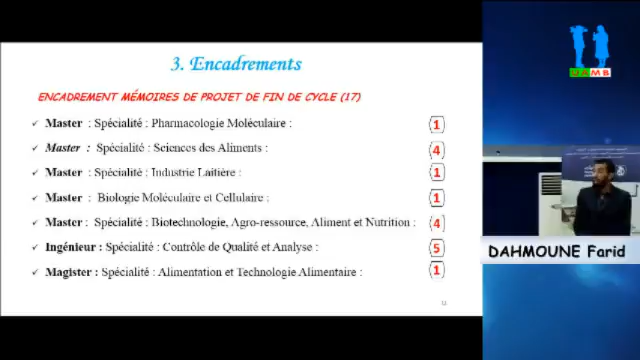 3. Encadrements
ENCADREMENT MÉMOIRES DE PROJET DE FIN DE CYCLE (17)
✓ Master : Spécialité : Pharmacologie Moléculaire : (1)
✓ Master : Spécialité : Sciences des Aliments : (4)
✓ Master : Spécialité : Industrie Laitière : (1)
✓ Master : Biologie Moléculaire et Cellulaire : (1)
✓ Master : Spécialité : Biotechnologie, Agro-ressource, Aliment et Nutrition : (4)
✓ Ingénieur : Spécialité : Contrôle de Qualité et Analyse : (5)
✓ Magister : Spécialité : Alimentation et Technologie Alimentaire : (1)
UAMB
DAHMOUNE Farid